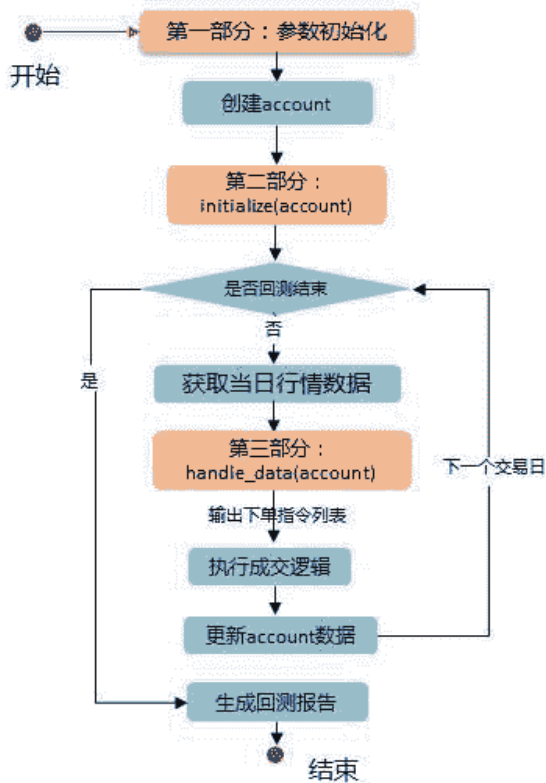 第一部分：参数初始化
开始
创建account
第二部分：
initialize(account)
是否回测结束
否
是
获取当日行情数据
第三部分：
handle_data(account)
下一个交易日
输出下单指令列表
执行成交逻辑
更新account数据
生成回测报告
结束